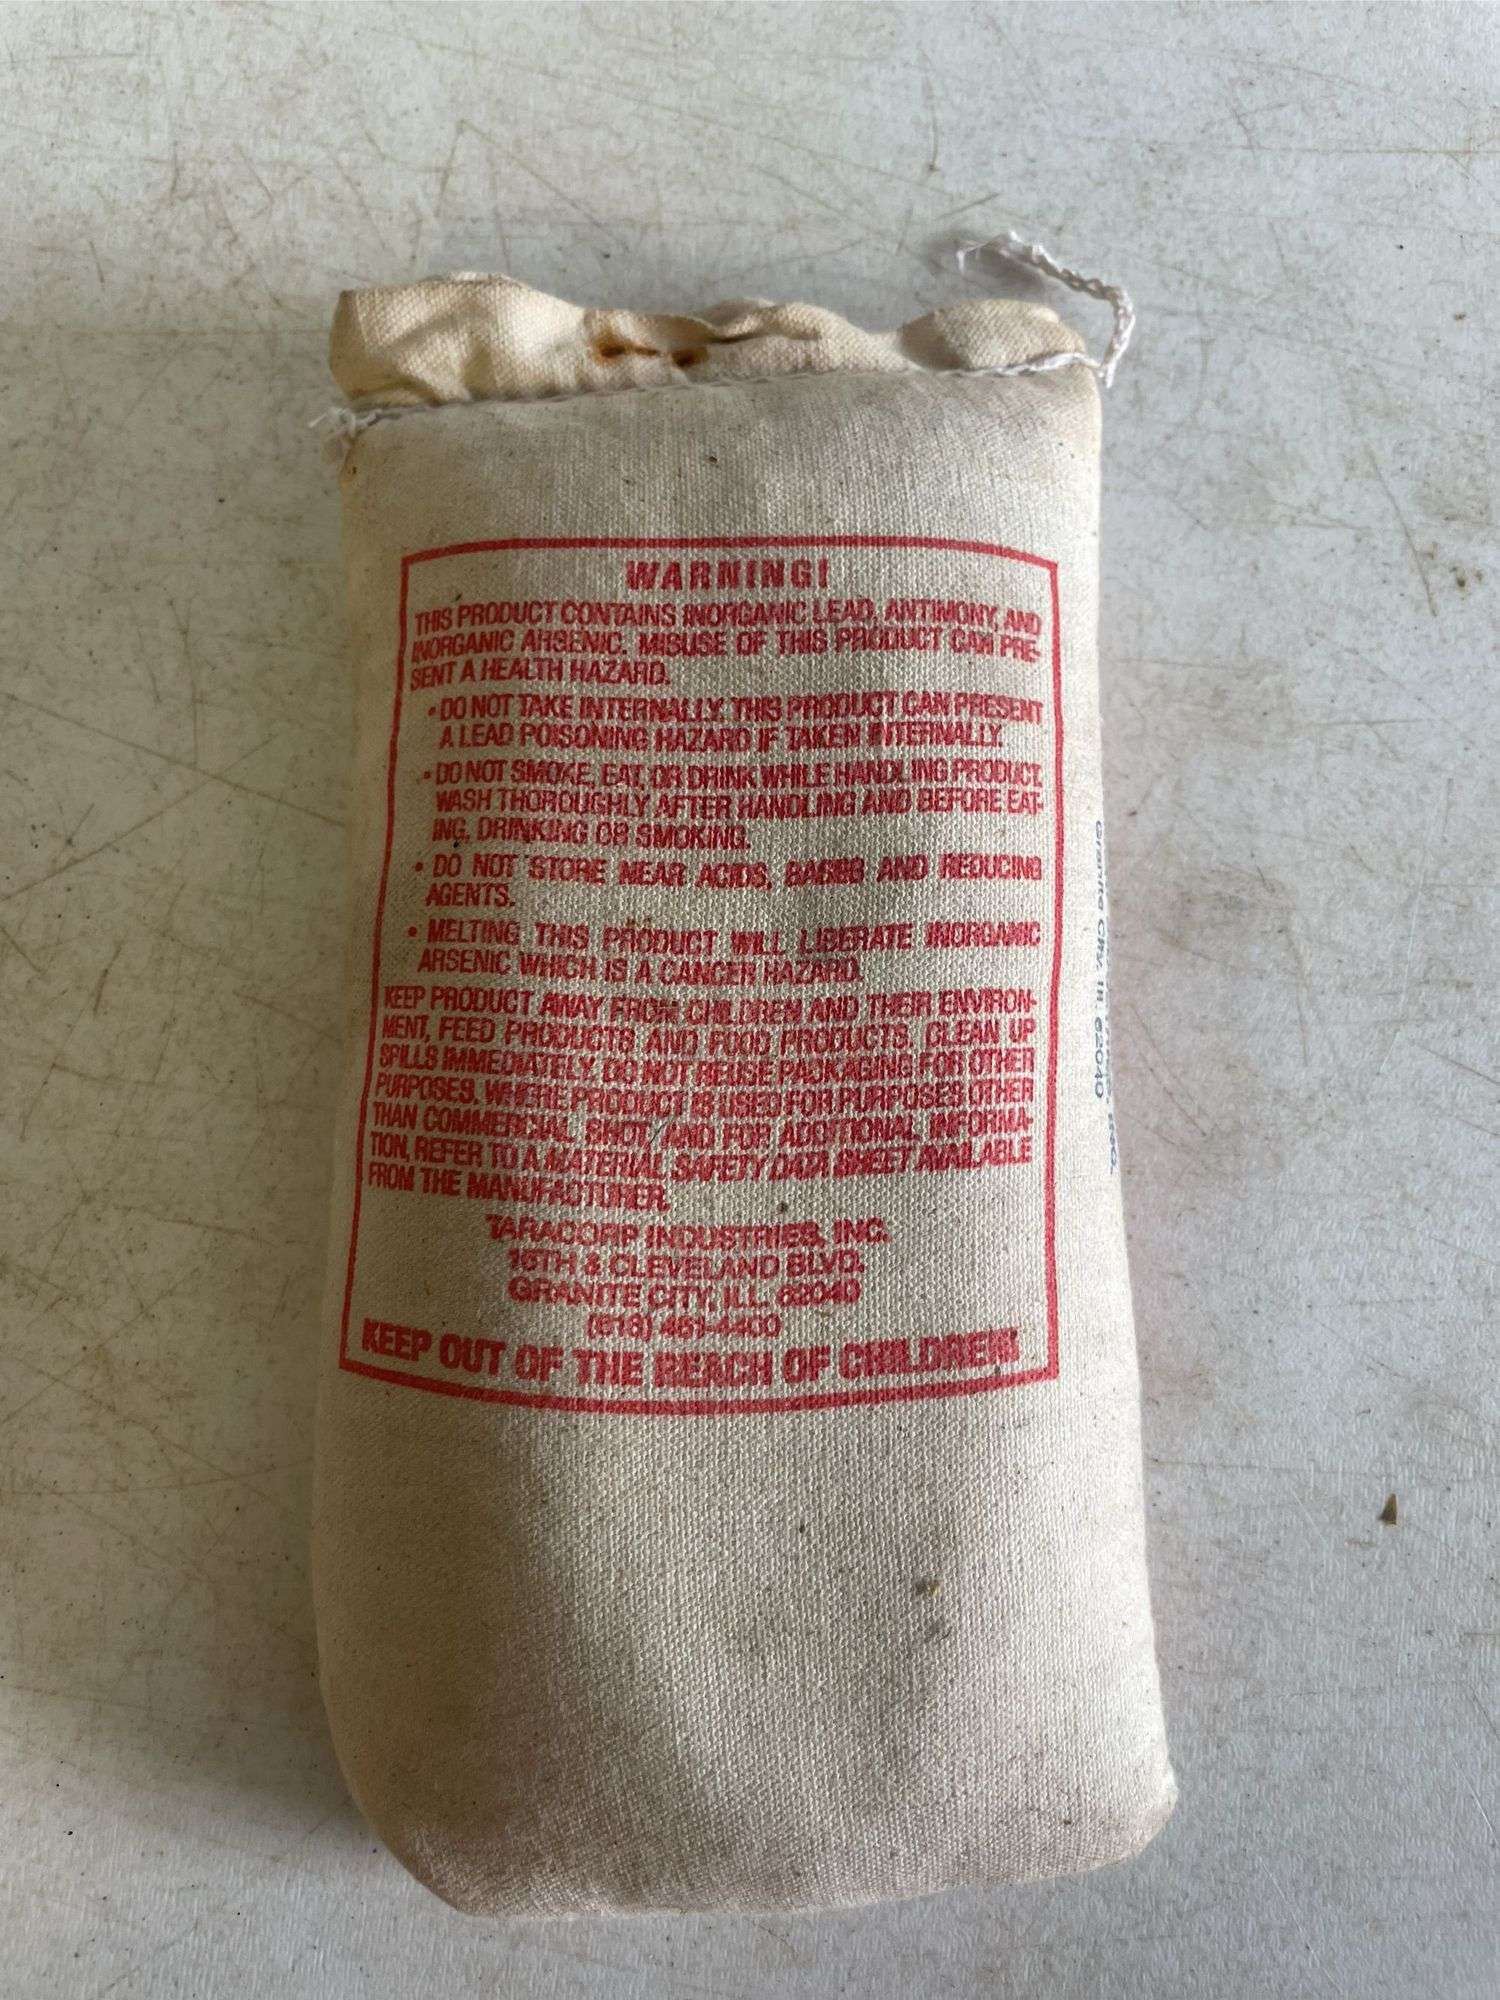 WARNING!
THIS PRODUCT CONTAINS INORGANIC LEAD, ANTIMONY, AND
INORGANIC ARSENIC. MISUSE OF THIS PRODUCT CAN PRE-
SENT A HEALTH HAZARD.
• DO NOT TAKE INTERNALLY. THIS PRODUCT CAN PRESENT
A LEAD POISONING HAZARD IF TAKEN INTERNALLY.
• DO NOT SMOKE, EAT, OR DRINK WHILE HANDLING PRODUCT.
WASH THOROUGHLY AFTER HANDLING AND BEFORE EAT-
ING, DRINKING OR SMOKING.
• DO NOT STORE NEAR ACIDS, BASES AND REDUCING
AGENTS.
• MELTING THIS PRODUCT WILL LIBERATE INORGANIC
ARSENIC WHICH IS A CANCER HAZARD.
KEEP PRODUCT AWAY FROM CHILDREN AND THEIR ENVIRON-
MENT, FEED PRODUCTS AND FOOD PRODUCTS. CLEAN UP
SPILLS IMMEDIATELY. DO NOT REUSE PACKAGING FOR OTHER
PURPOSES. WHERE PRODUCT IS USED FOR PURPOSES OTHER
THAN COMMERCIAL SHOT, AND FOR ADDITIONAL INFORMA-
TION, REFER TO A MATERIAL SAFETY DATA SHEET AVAILABLE
FROM THE MANUFACTURER.
TARACORP INDUSTRIES, INC.
16TH & CLEVELAND BLVD.
GRANITE CITY, ILL. 62040
(618) 451-4400
KEEP OUT OF THE REACH OF CHILDREN!
Granite City, Ill. 62040